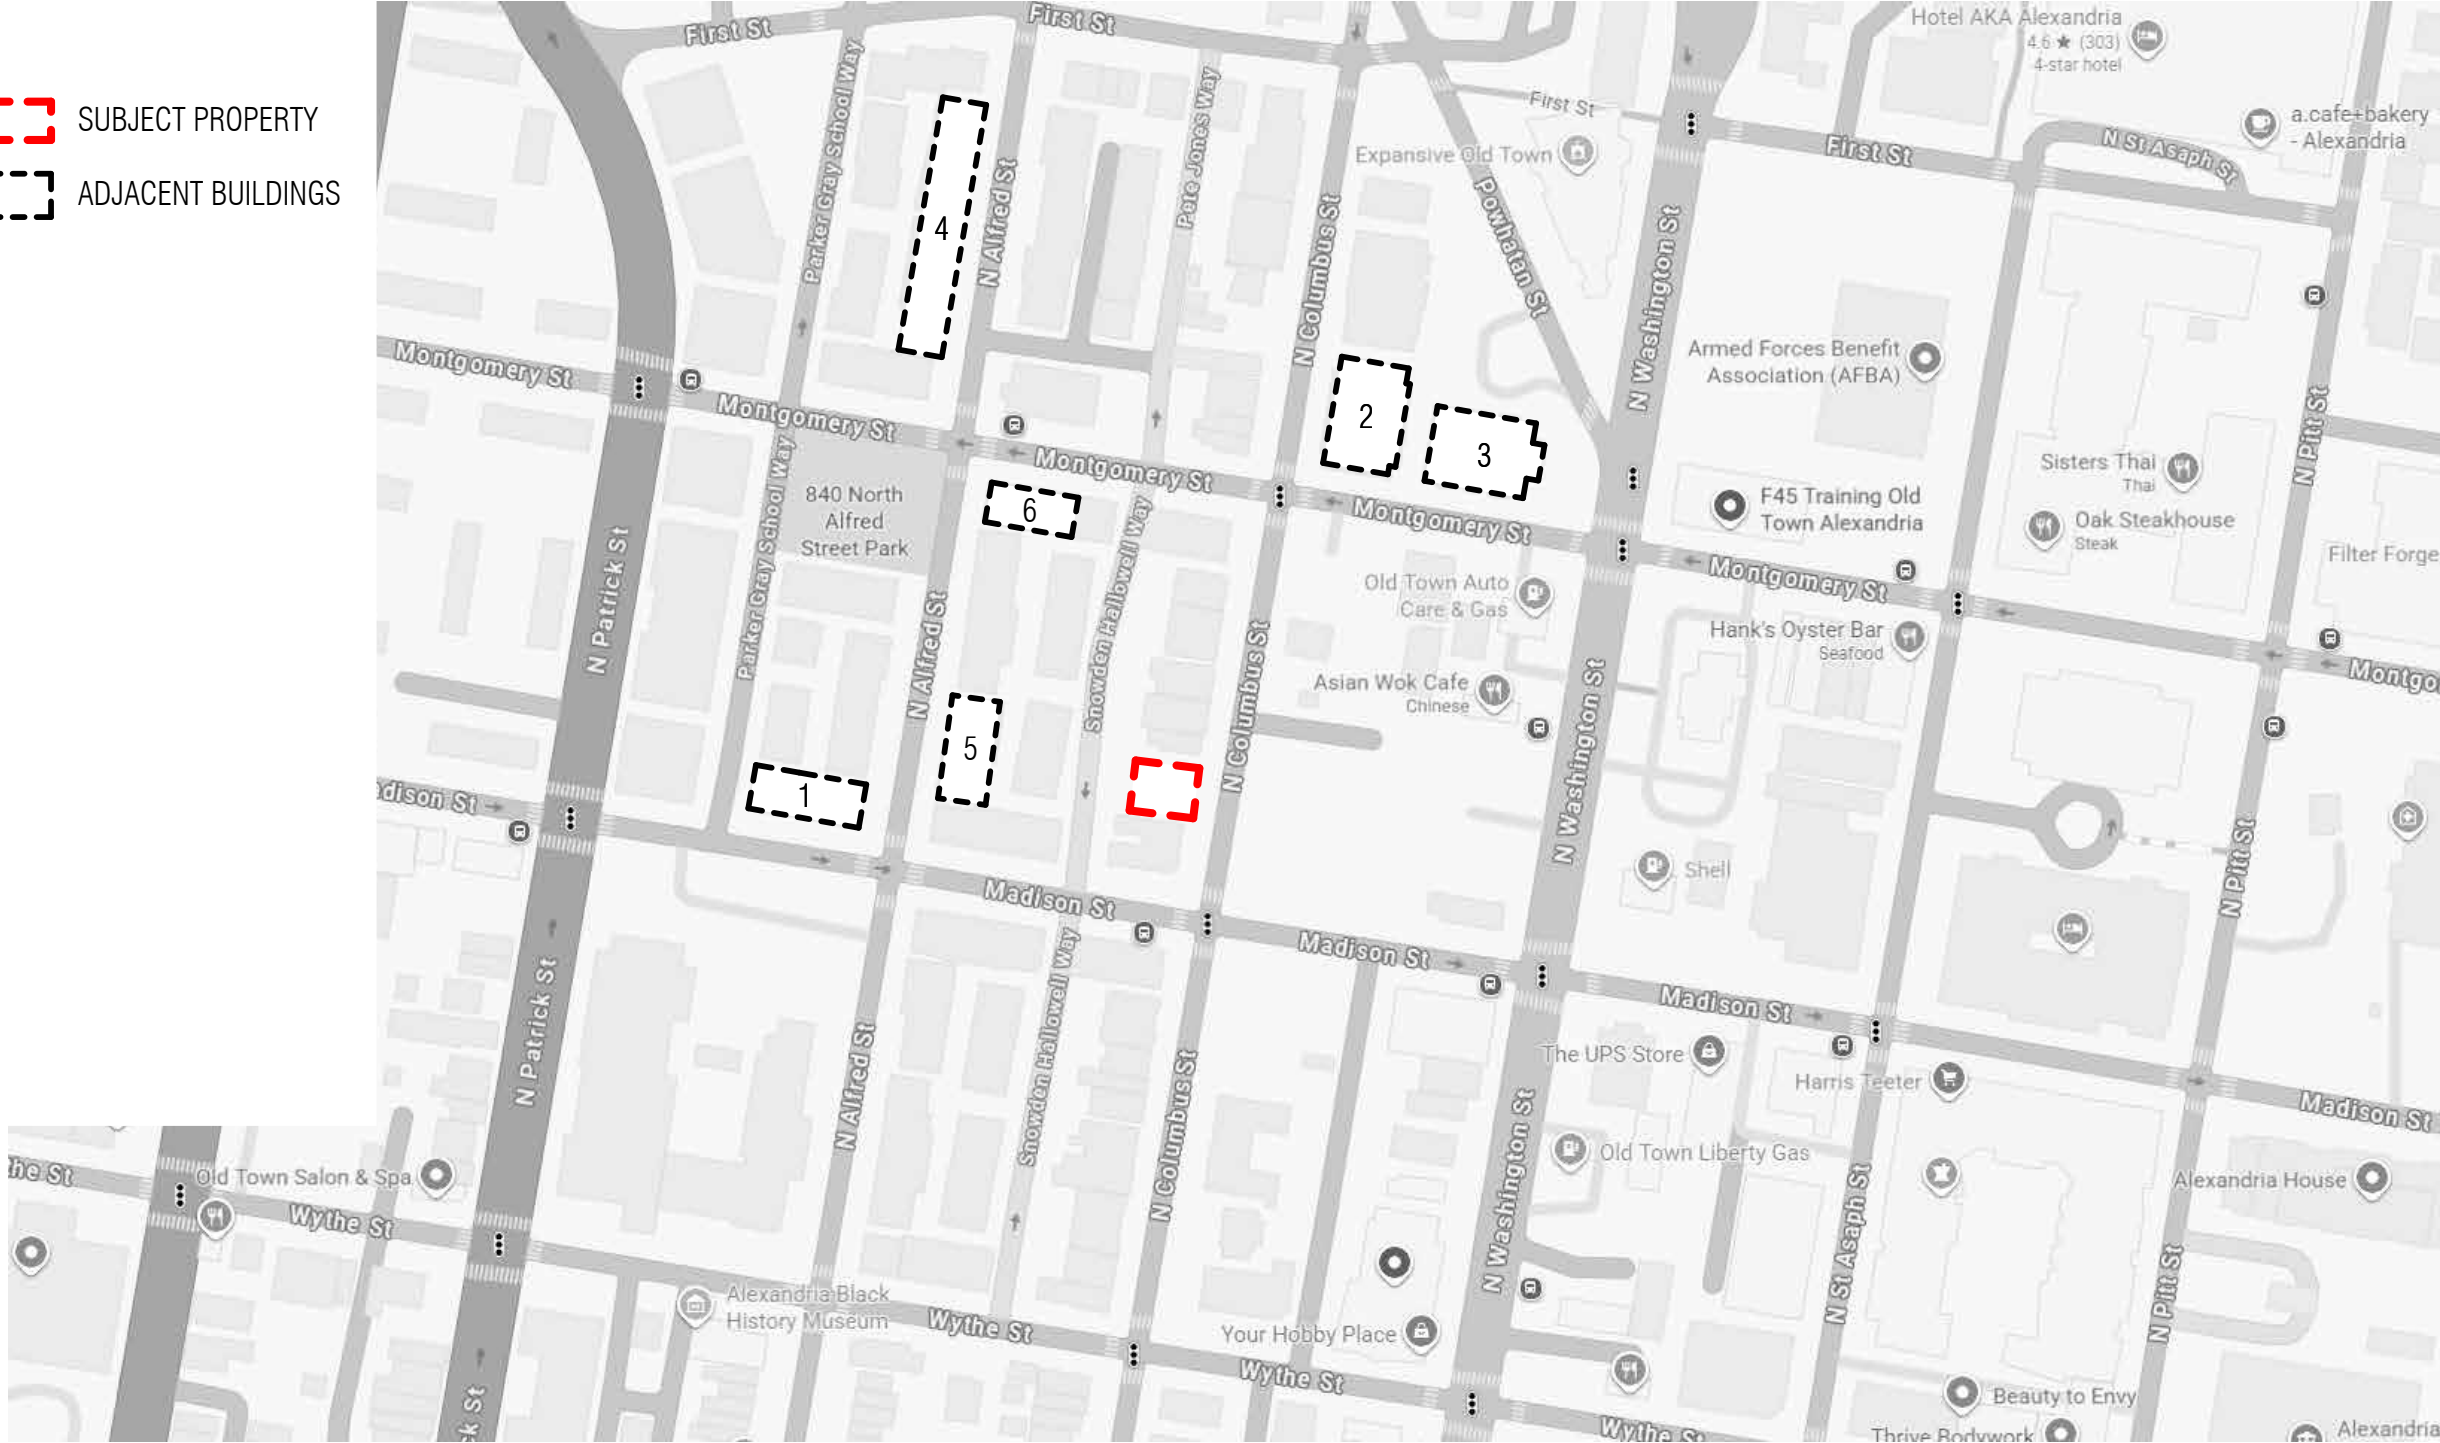 SUBJECT PROPERTY
ADJACENT BUILDINGS
First St
First St
First St
First St
Hotel AKA Alexandria
4.6 ★ (303)
4-star hotel
a.cafe+bakery
- Alexandria
N St Asaph St
Parker Gray School Way
4
N Alfred St
Pete Jones Way
N Columbus St
Expansive Old Town
Powhatan St
N Washington St
Armed Forces Benefit
Association (AFBA)
N Pitt St
Montgomery St
Montgomery St
Montgomery St
2
3
Montgomery St
Sisters Thai
Thai
F45 Training Old
Town Alexandria
Oak Steakhouse
Steak
Filter Forge
840 North
Alfred
Street Park
6
Parker Gray School Way
Snowden Hallowell Way
Old Town Auto
Care & Gas
Montgomery St
Hank's Oyster Bar
Seafood
Montgo
N Patrick St
N Alfred St
N Columbus St
Asian Wok Cafe
Chinese
N Washington St
5
1
dison St
Shell
N Pitt St
Madison St
Madison St
Madison St
Madison St
N Patrick St
N Alfred St
Snowden Hallowell Way
N Columbus St
The UPS Store
Harris Teeter
N Washington St
Old Town Liberty Gas
N St Asaph St
Alexandria House
N Pitt St
he St
Old Town Salon & Spa
Wythe St
Alexandria Black
History Museum
Wythe St
Your Hobby Place
Wythe St
Beauty to Envy
ck St
Wythe St
Thrive Bodywork
Alexandria